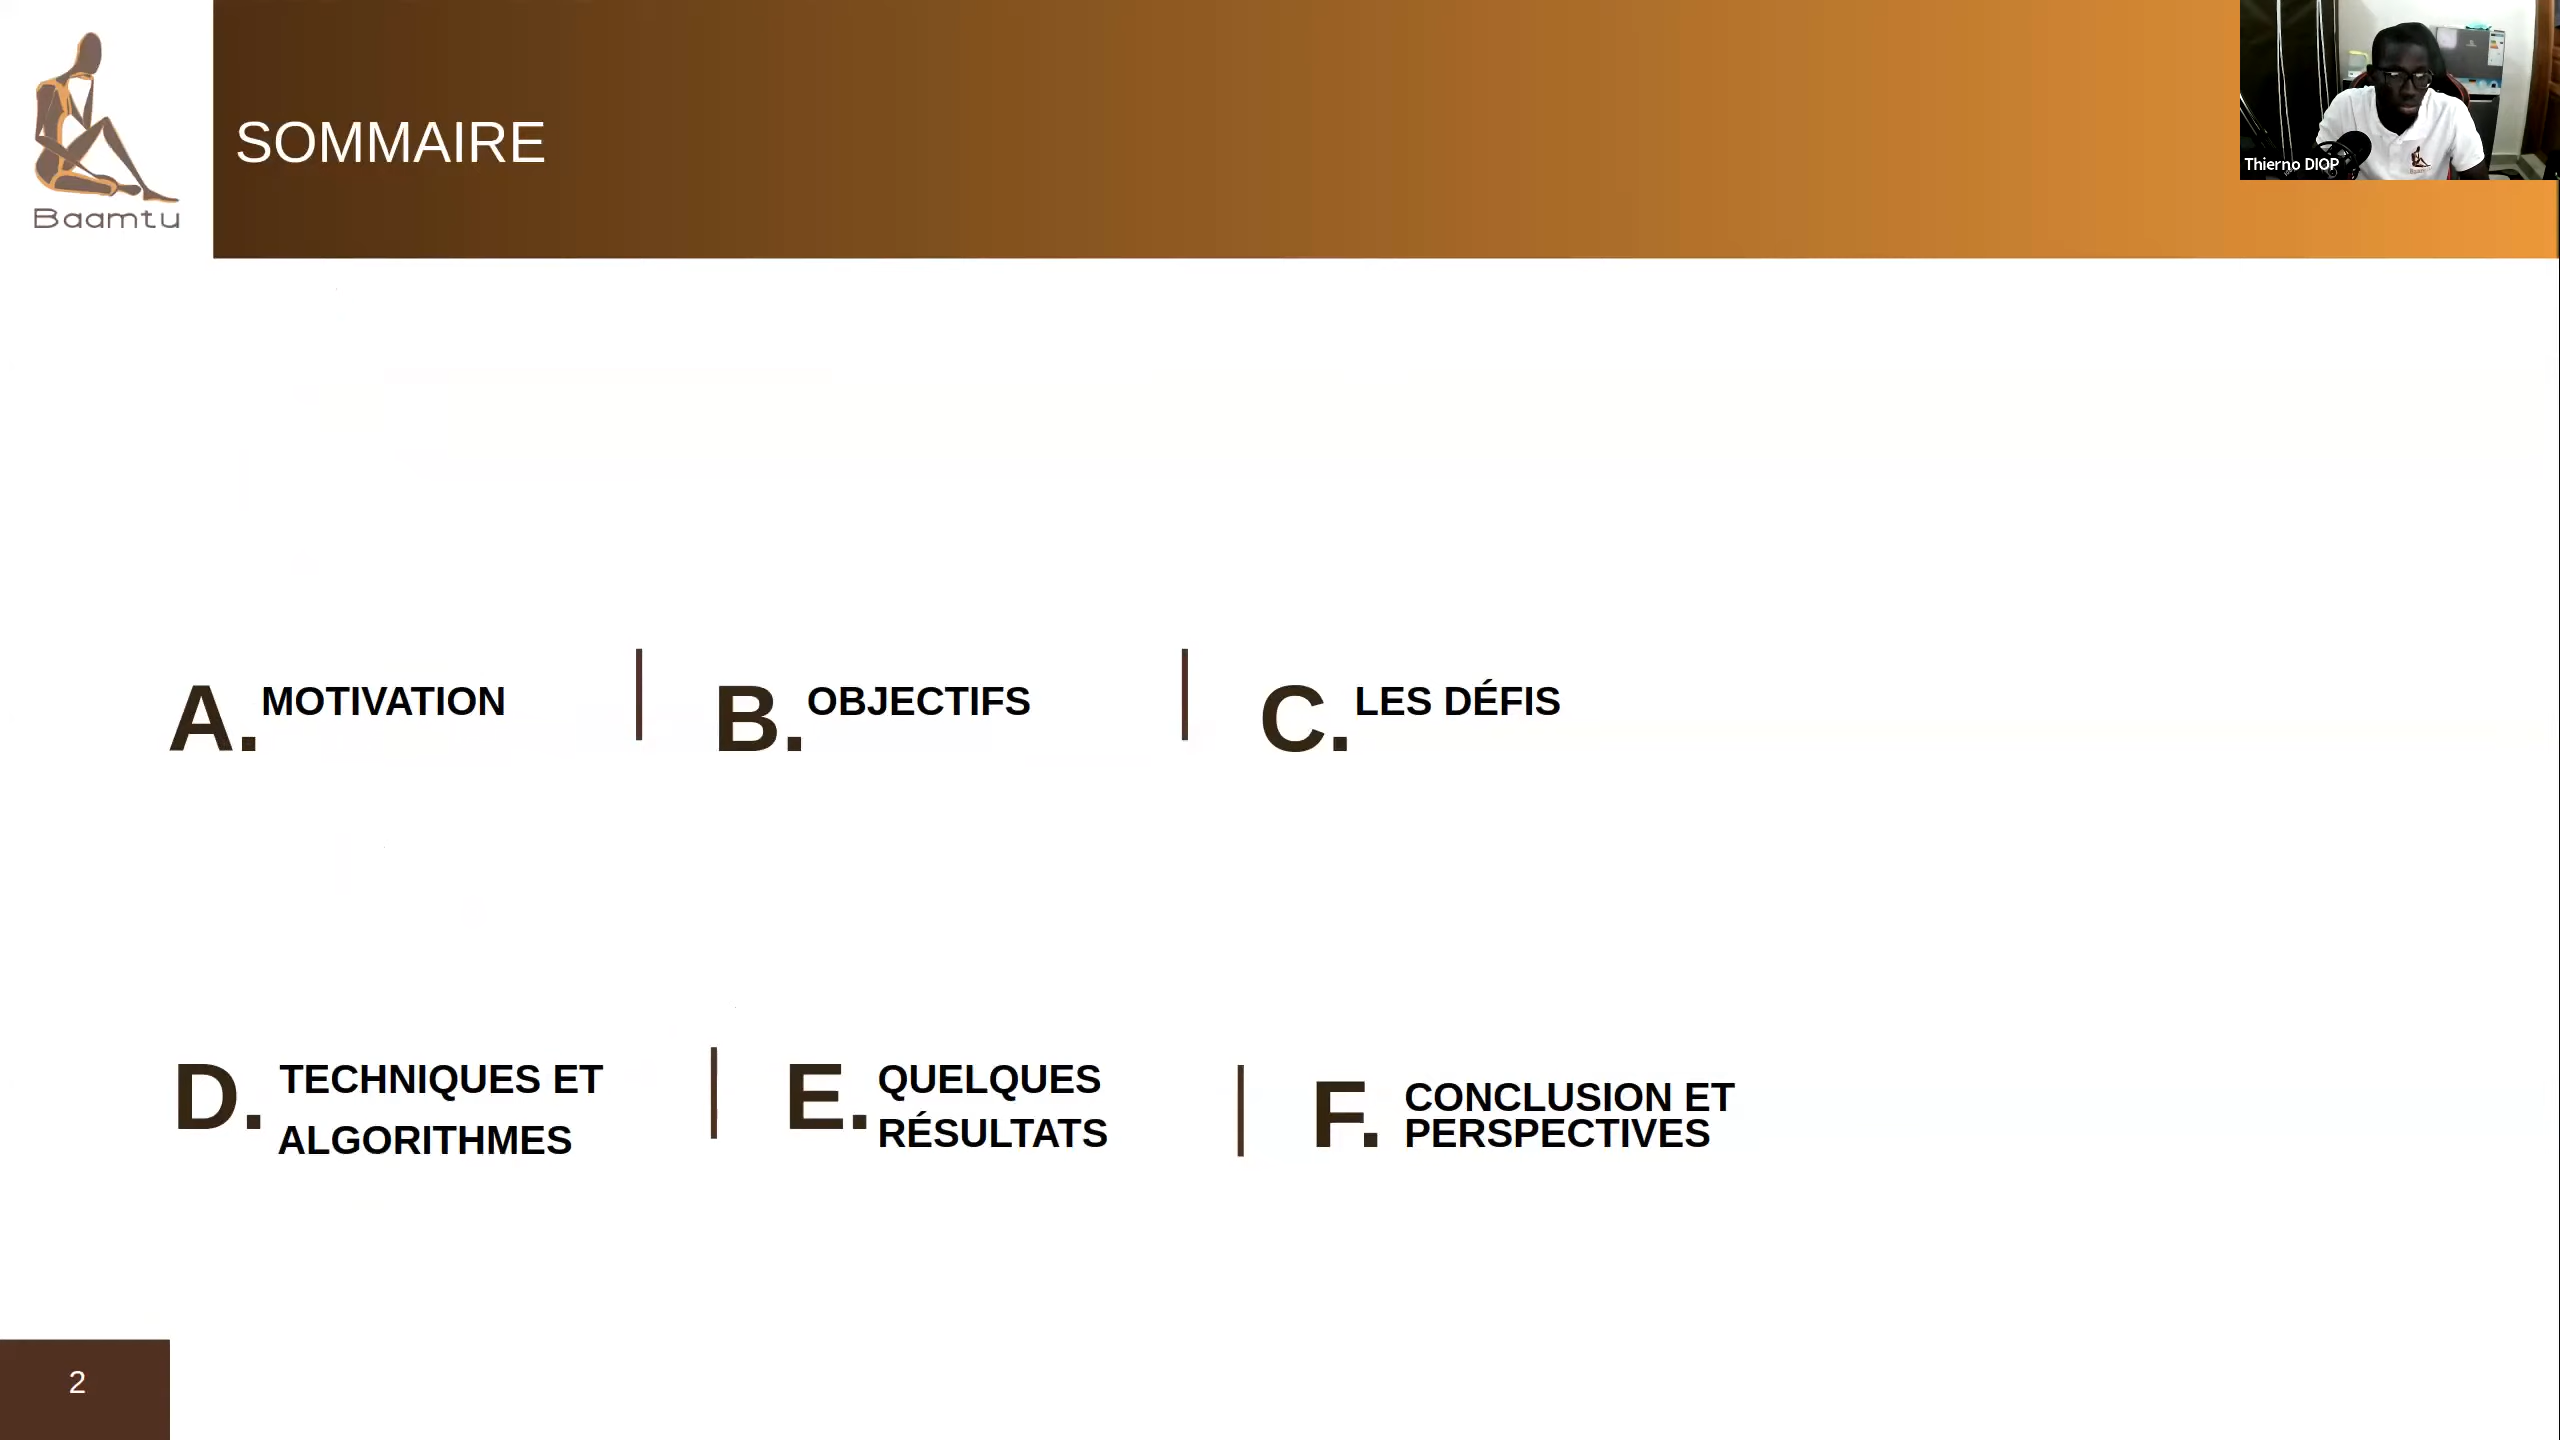 Baamtu
SOMMAIRE
Thierno DIOP
A. MOTIVATION
B. OBJECTIFS
C. LES DÉFIS
D. TECHNIQUES ET
ALGORITHMES
E. QUELQUES
RÉSULTATS
F. CONCLUSION ET
PERSPECTIVES
2